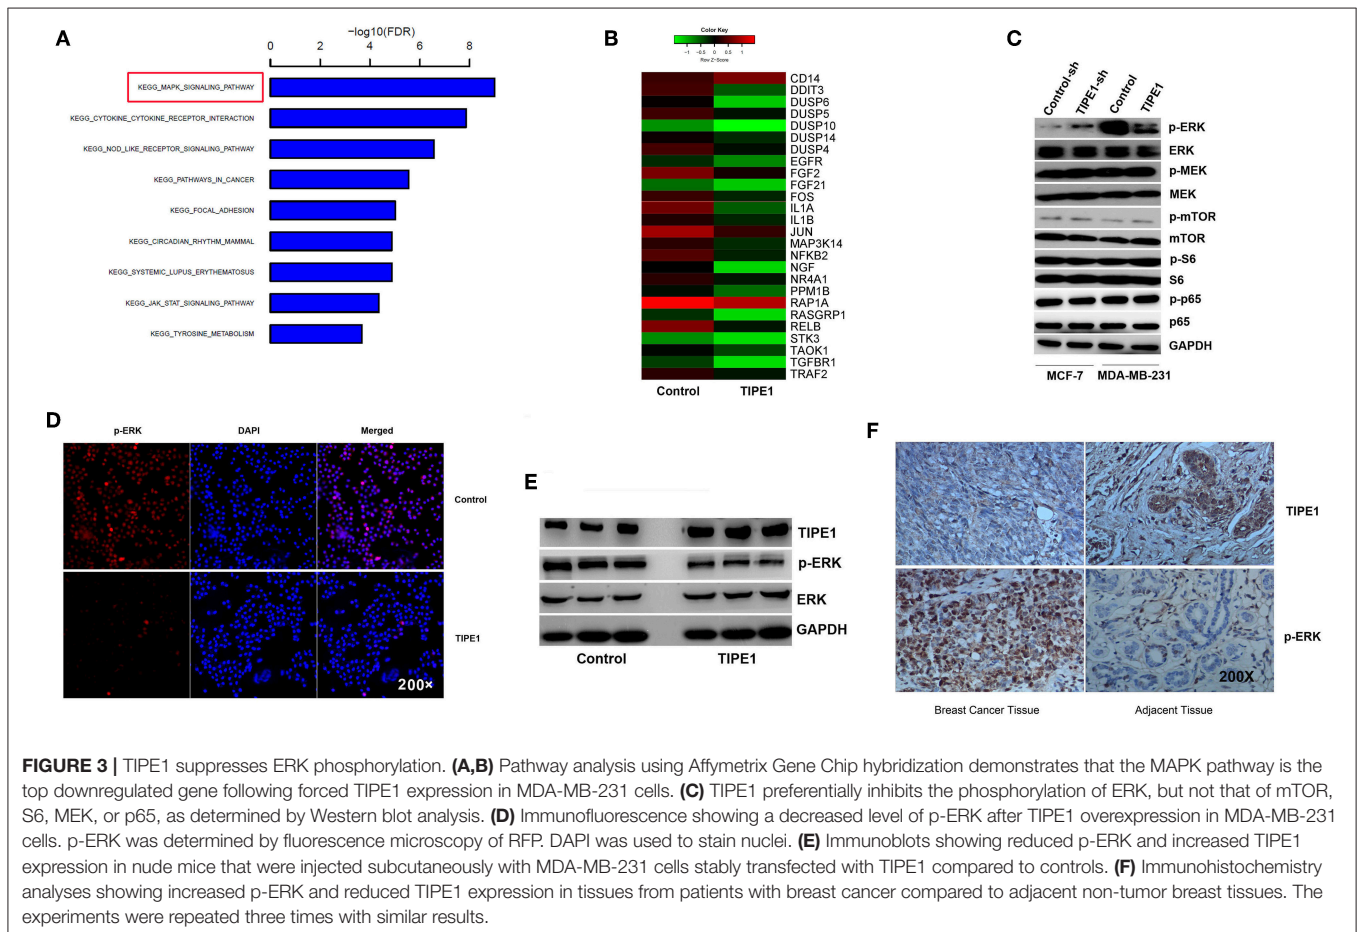 A
−log10(FDR)
0 2 4 6 8
KEGG_MAPK_SIGNALING_PATHWAY
KEGG_CYTOKINE_CYTOKINE_RECEPTOR_INTERACTION
KEGG_NOD_LIKE_RECEPTOR_SIGNALING_PATHWAY
KEGG_PATHWAYS_IN_CANCER
KEGG_FOCAL_ADHESION
KEGG_CIRCADIAN_RHYTHM_MAMMAL
KEGG_SYSTEMIC_LUPUS_ERYTHEMATOSUS
KEGG_JAK_STAT_SIGNALING_PATHWAY
KEGG_TYROSINE_METABOLISM
B
Color Key
-1 -0.5 0 0.5 1
Row Z-Score
CD14
DDIT3
DUSP6
DUSP5
DUSP10
DUSP14
DUSP4
EGFR
FGF2
FGF21
FOS
IL1A
IL1B
JUN
MAP3K14
NFKB2
NGF
NR4A1
PPM1B
RAP1A
RASGRP1
RELB
STK3
TAOK1
TGFBR1
TRAF2
Control TIPE1
C
Control-sh TIPE1-sh Control TIPE1
p-ERK
ERK
p-MEK
MEK
p-mTOR
mTOR
p-S6
S6
p-p65
p65
GAPDH
MCF-7 MDA-MB-231
D
p-ERK DAPI Merged
Control
TIPE1
200×
E
TIPE1
p-ERK
ERK
GAPDH
Control TIPE1
F
TIPE1
p-ERK
200X
Breast Cancer Tissue Adjacent Tissue
FIGURE 3 | TIPE1 suppresses ERK phosphorylation. (A,B) Pathway analysis using Affymetrix Gene Chip hybridization demonstrates that the MAPK pathway is the
top downregulated gene following forced TIPE1 expression in MDA-MB-231 cells. (C) TIPE1 preferentially inhibits the phosphorylation of ERK, but not that of mTOR,
S6, MEK, or p65, as determined by Western blot analysis. (D) Immunofluorescence showing a decreased level of p-ERK after TIPE1 overexpression in MDA-MB-231
cells. p-ERK was determined by fluorescence microscopy of RFP. DAPI was used to stain nuclei. (E) Immunoblots showing reduced p-ERK and increased TIPE1
expression in nude mice that were injected subcutaneously with MDA-MB-231 cells stably transfected with TIPE1 compared to controls. (F) Immunohistochemistry
analyses showing increased p-ERK and reduced TIPE1 expression in tissues from patients with breast cancer compared to adjacent non-tumor breast tissues. The
experiments were repeated three times with similar results.